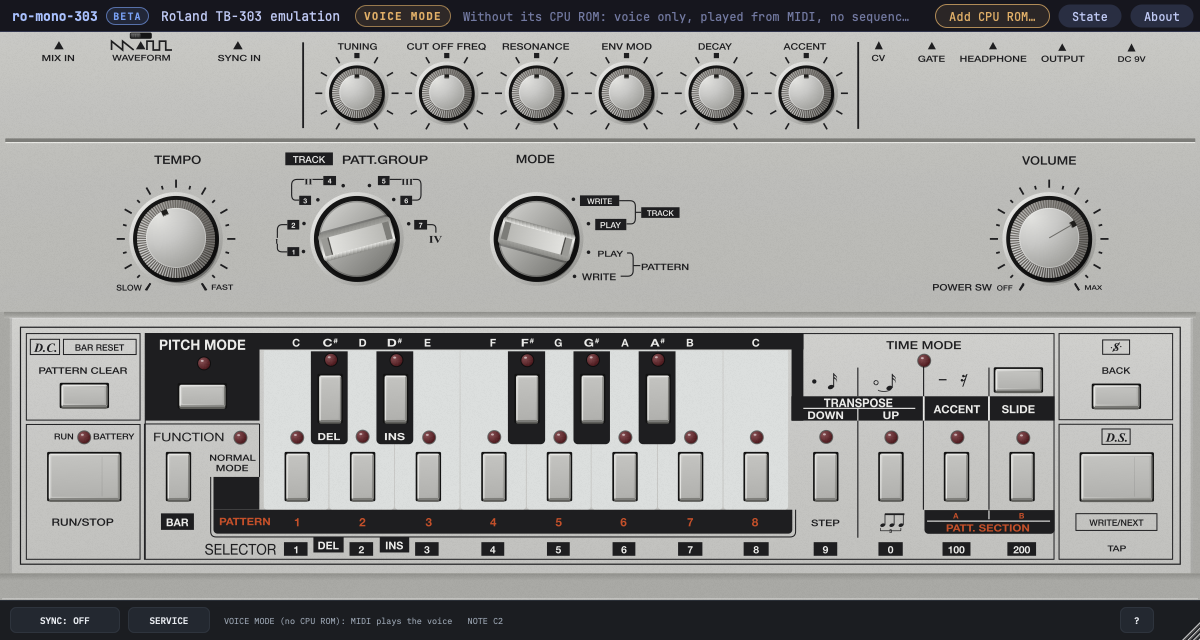 ro-mono-303 BETA Roland TB-303 emulation VOICE MODE Without its CPU ROM: voice only, played from MIDI, no sequenc… Add CPU ROM… State About
MIX IN WAVEFORM SYNC IN TUNING CUT OFF FREQ RESONANCE ENV MOD DECAY ACCENT CV GATE HEADPHONE OUTPUT DC 9V
TEMPO TRACK PATT.GROUP MODE VOLUME
III 4 5 III
3 6 WRITE
TRACK
2 7 PLAY
IV
1 PLAY
PATTERN
WRITE
SLOW FAST POWER SW OFF MAX
D.C. BAR RESET PITCH MODE C C# D D# E F F# G G# A A# B C TIME MODE S
PATTERN CLEAR BACK
TRANSPOSE
DOWN UP ACCENT SLIDE
RUN BATTERY FUNCTION DEL INS D.S.
NORMAL
MODE
RUN/STOP BAR PATTERN 1 2 3 4 5 6 7 8 STEP 3 A B
PATT. SECTION WRITE/NEXT
SELECTOR 1 DEL 2 INS 3 4 5 6 7 8 9 0 100 200 TAP
SYNC: OFF SERVICE VOICE MODE (no CPU ROM): MIDI plays the voice NOTE C2 ?